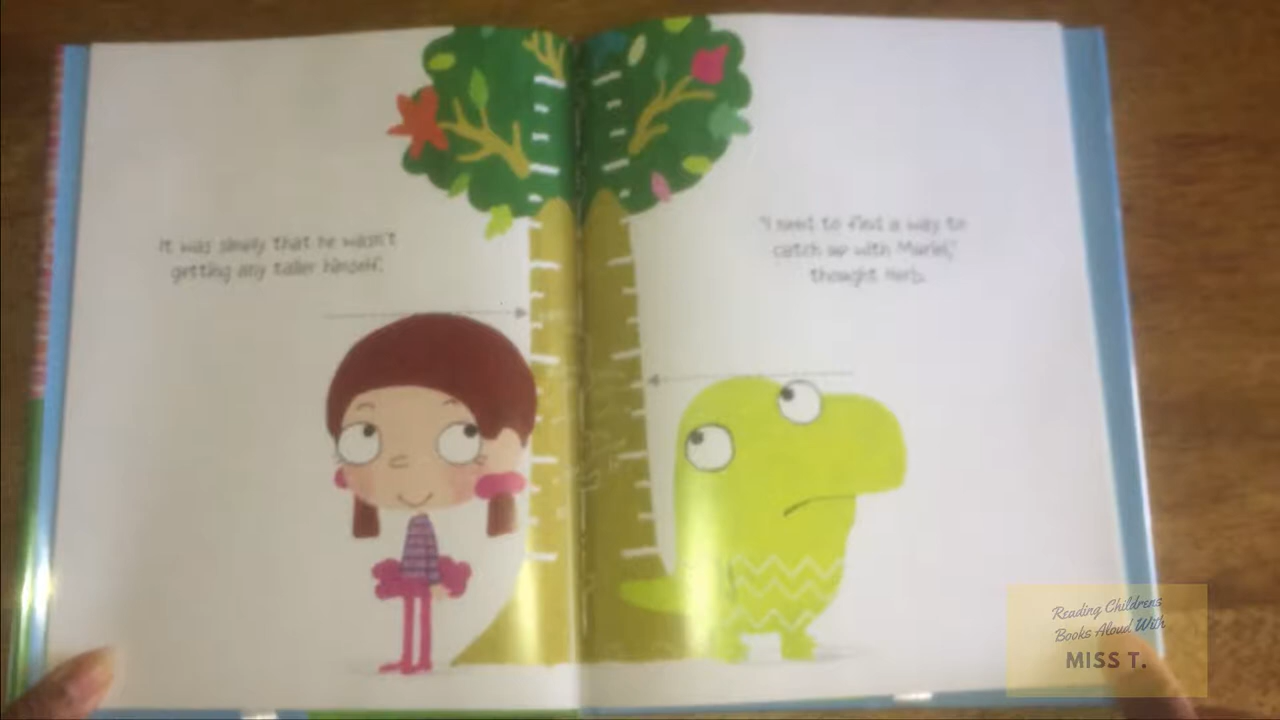 It was simply that he wasn't
getting any taller himself.
"I need to find a way to
catch up with Muriel,"
thought Herb.
Reading Childrens
Books Aloud With
MISS T.